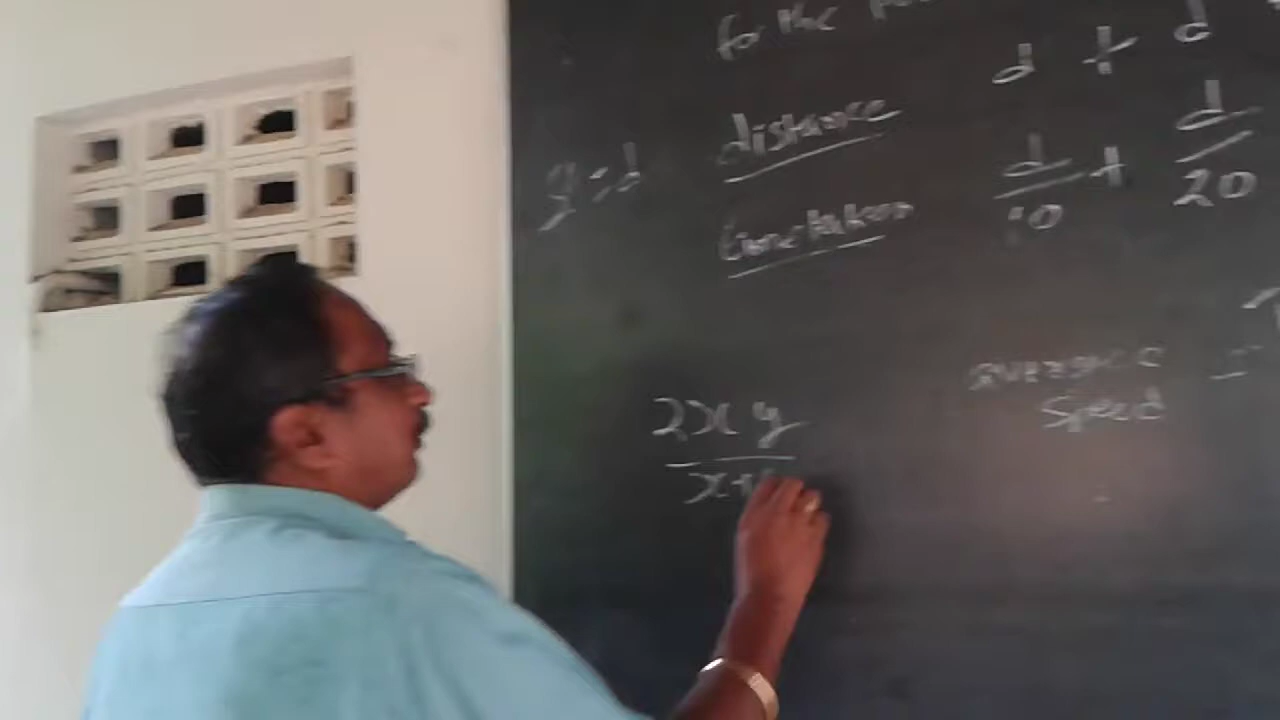 for the
d + d
distance
d/10 + d/20
= d
time taken
average
speed
2xy
x+y